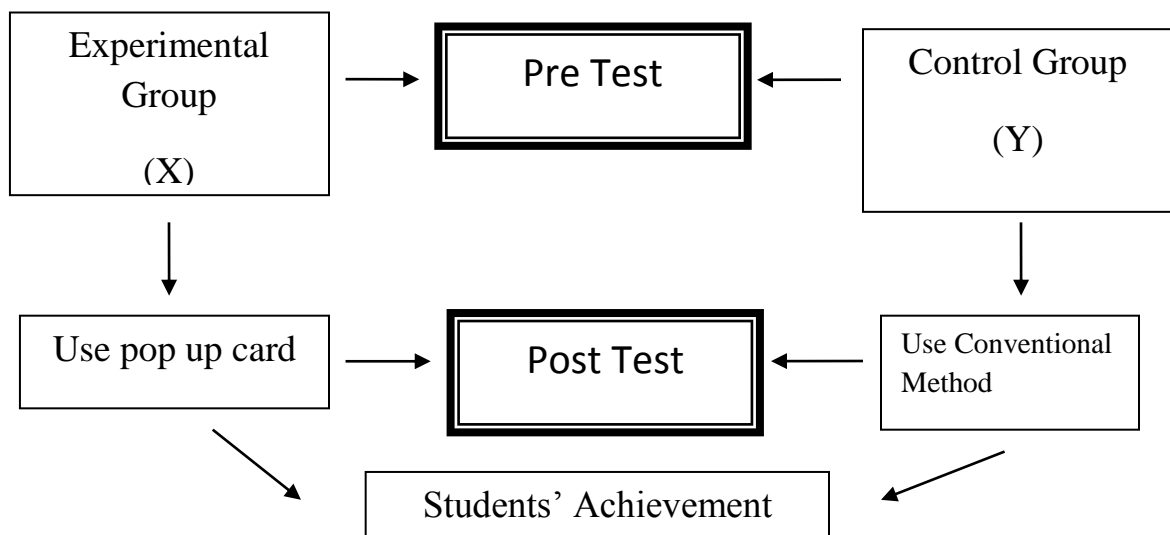 Experimental
Group
(X)
Pre Test
Control Group
(Y)
Use pop up card
Post Test
Use Conventional
Method
Students’ Achievement